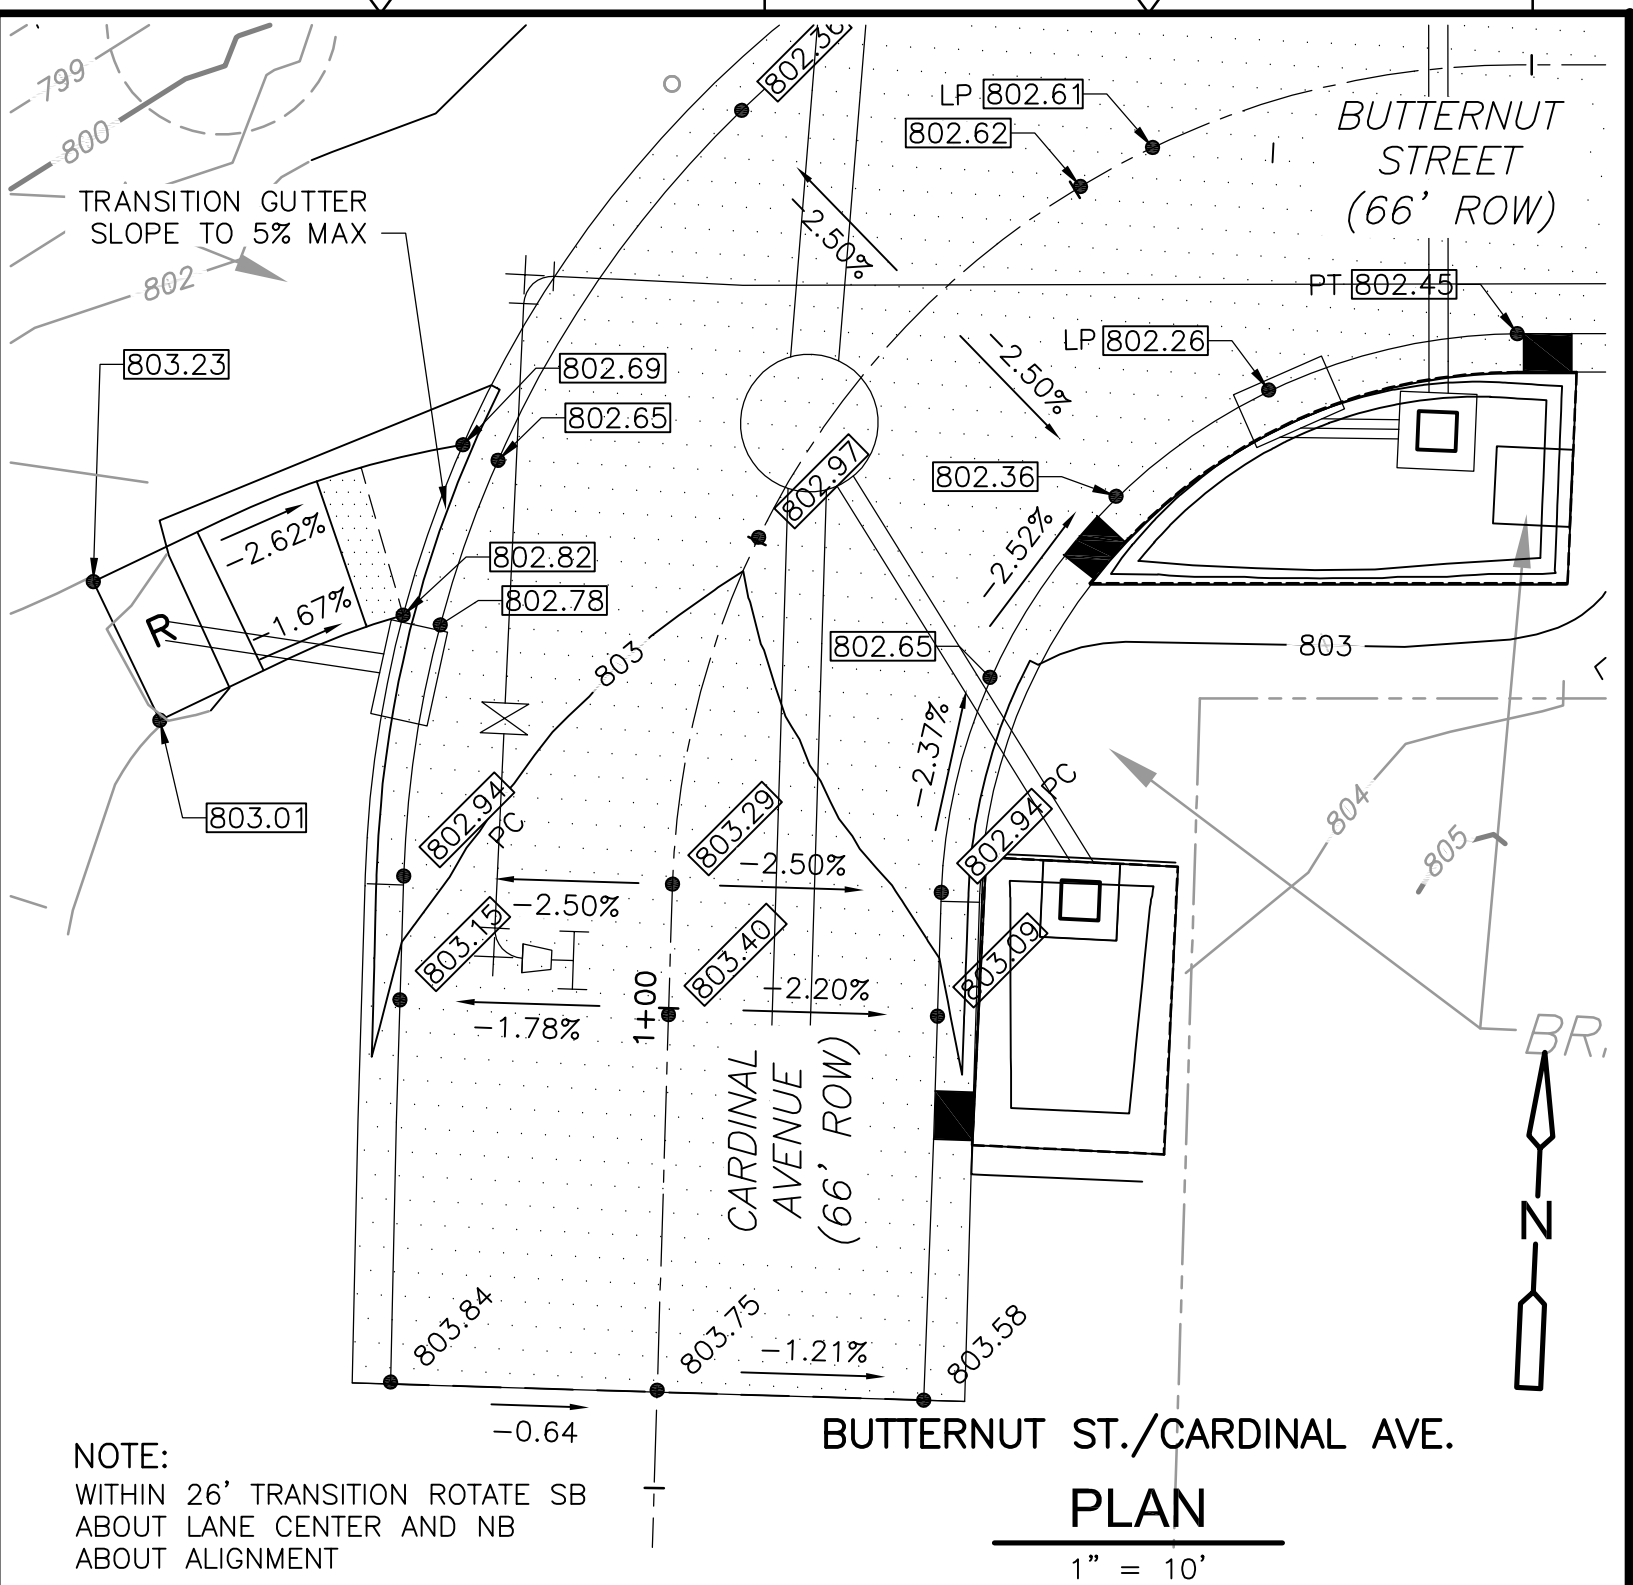 802.36
799
800
LP 802.61
802.62
BUTTERNUT
STREET
(66' ROW)
TRANSITION GUTTER
SLOPE TO 5% MAX
-2.50%
802
PT 802.45
LP 802.26
-2.50%
803.23
802.69
802.65
802.97
802.36
-2.62%
-2.52%
802.82
802.78
-1.67%
R
803
802.65
803
-2.37%
802.94
PC
803.29
802.94
PC
804
805
803.01
-2.50%
-2.50%
803.15
803.40
803.09
-2.20%
1+00
-1.78%
CARDINAL
AVENUE
(66' ROW)
BR.
N
803.84
803.75
803.58
-1.21%
-0.64
BUTTERNUT ST./CARDINAL AVE.
PLAN
1" = 10'
NOTE:
WITHIN 26' TRANSITION ROTATE SB
ABOUT LANE CENTER AND NB
ABOUT ALIGNMENT